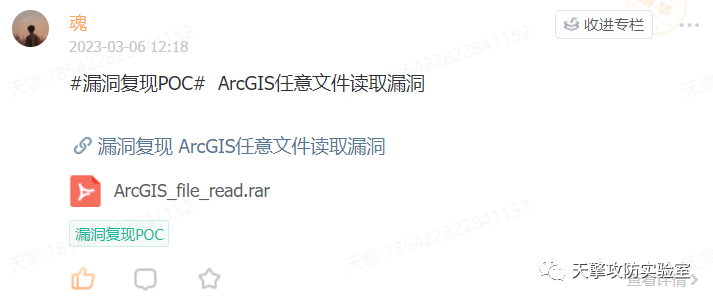 魂
2023-03-06 12:18
收进专栏
#漏洞复现POC# ArcGIS任意文件读取漏洞
漏洞复现 ArcGIS任意文件读取漏洞
ArcGIS_file_read.rar
漏洞复现POC
天擎攻防实验室
查看详情
天擎 185422822841152